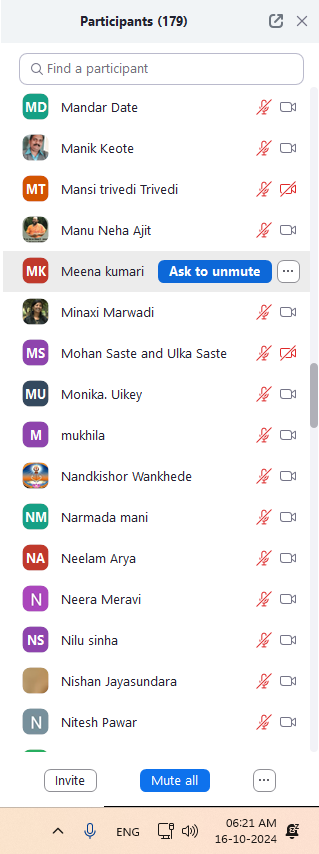 Participants (179)
Find a participant
MD Mandar Date
Manik Keote
MT Mansi trivedi Trivedi
Manu Neha Ajit
MK Meena kumari Ask to unmute ...
Minaxi Marwadi
MS Mohan Saste and Ulka Saste
MU Monika. Uikey
M mukhila
Nandkishor Wankhede
NM Narmada mani
NA Neelam Arya
N Neera Meravi
NS Nilu sinha
Nishan Jayasundara
N Nitesh Pawar
Invite Mute all ...
ENG 06:21 AM
16-10-2024